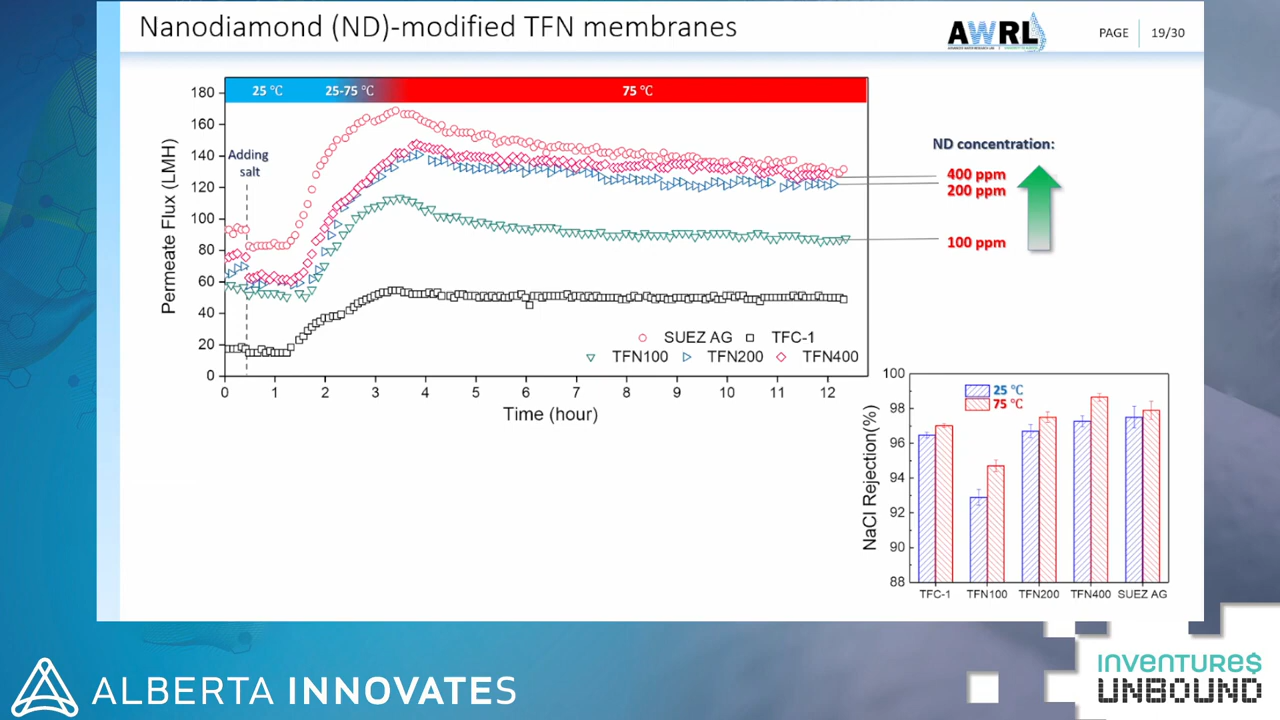 Nanodiamond (ND)-modified TFN membranes
AWRL
PAGE 19/30
25 °C 25-75 °C 75 °C
Permeate Flux (LMH)
180
160
140
120
100
80
60
40
20
0
Adding
salt
SUEZ AG TFC-1
TFN100 TFN200 TFN400
0 1 2 3 4 5 6 7 8 9 10 11 12
Time (hour)
ND concentration:
400 ppm
200 ppm
100 ppm
NaCl Rejection(%)
100
98
96
94
92
90
88
25 °C
75 °C
TFC-1 TFN100 TFN200 TFN400 SUEZ AG
ALBERTA INNOVATES
INVENTURE$
UNBOUND